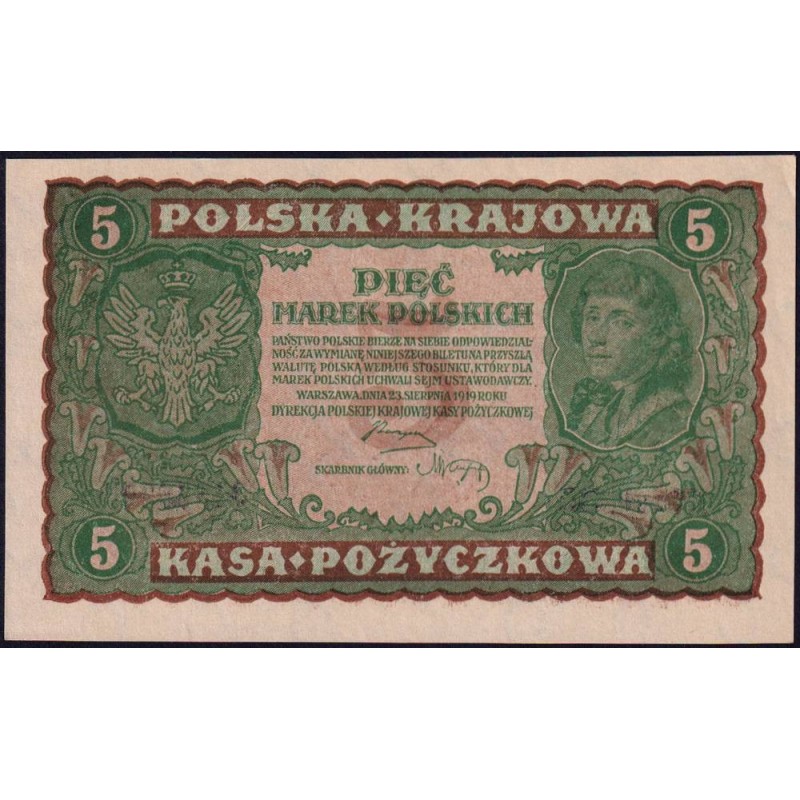 5 POLSKA • KRAJOWA 5
PIĘĆ
MAREK POLSKICH
PAŃSTWO POLSKIE BIERZE NA SIEBIE ODPOWIEDZIAL-
NOŚĆ ZA WYMIANĘ NINIEJSZEGO BILETU NA PRZYSZŁĄ
WALUTĘ POLSKĄ WEDŁUG STOSUNKU, KTÓRY DLA
MAREK POLSKICH UCHWALI SEJM USTAWODAWCZY.
WARSZAWA. DNIA 23. SIERPNIA 1919 ROKU
DYREKCJA POLSKIEJ KRAJOWEJ KASY POŻYCZKOWEJ
SKARBNIK GŁÓWNY:
5 KASA • POŻYCZKOWA 5